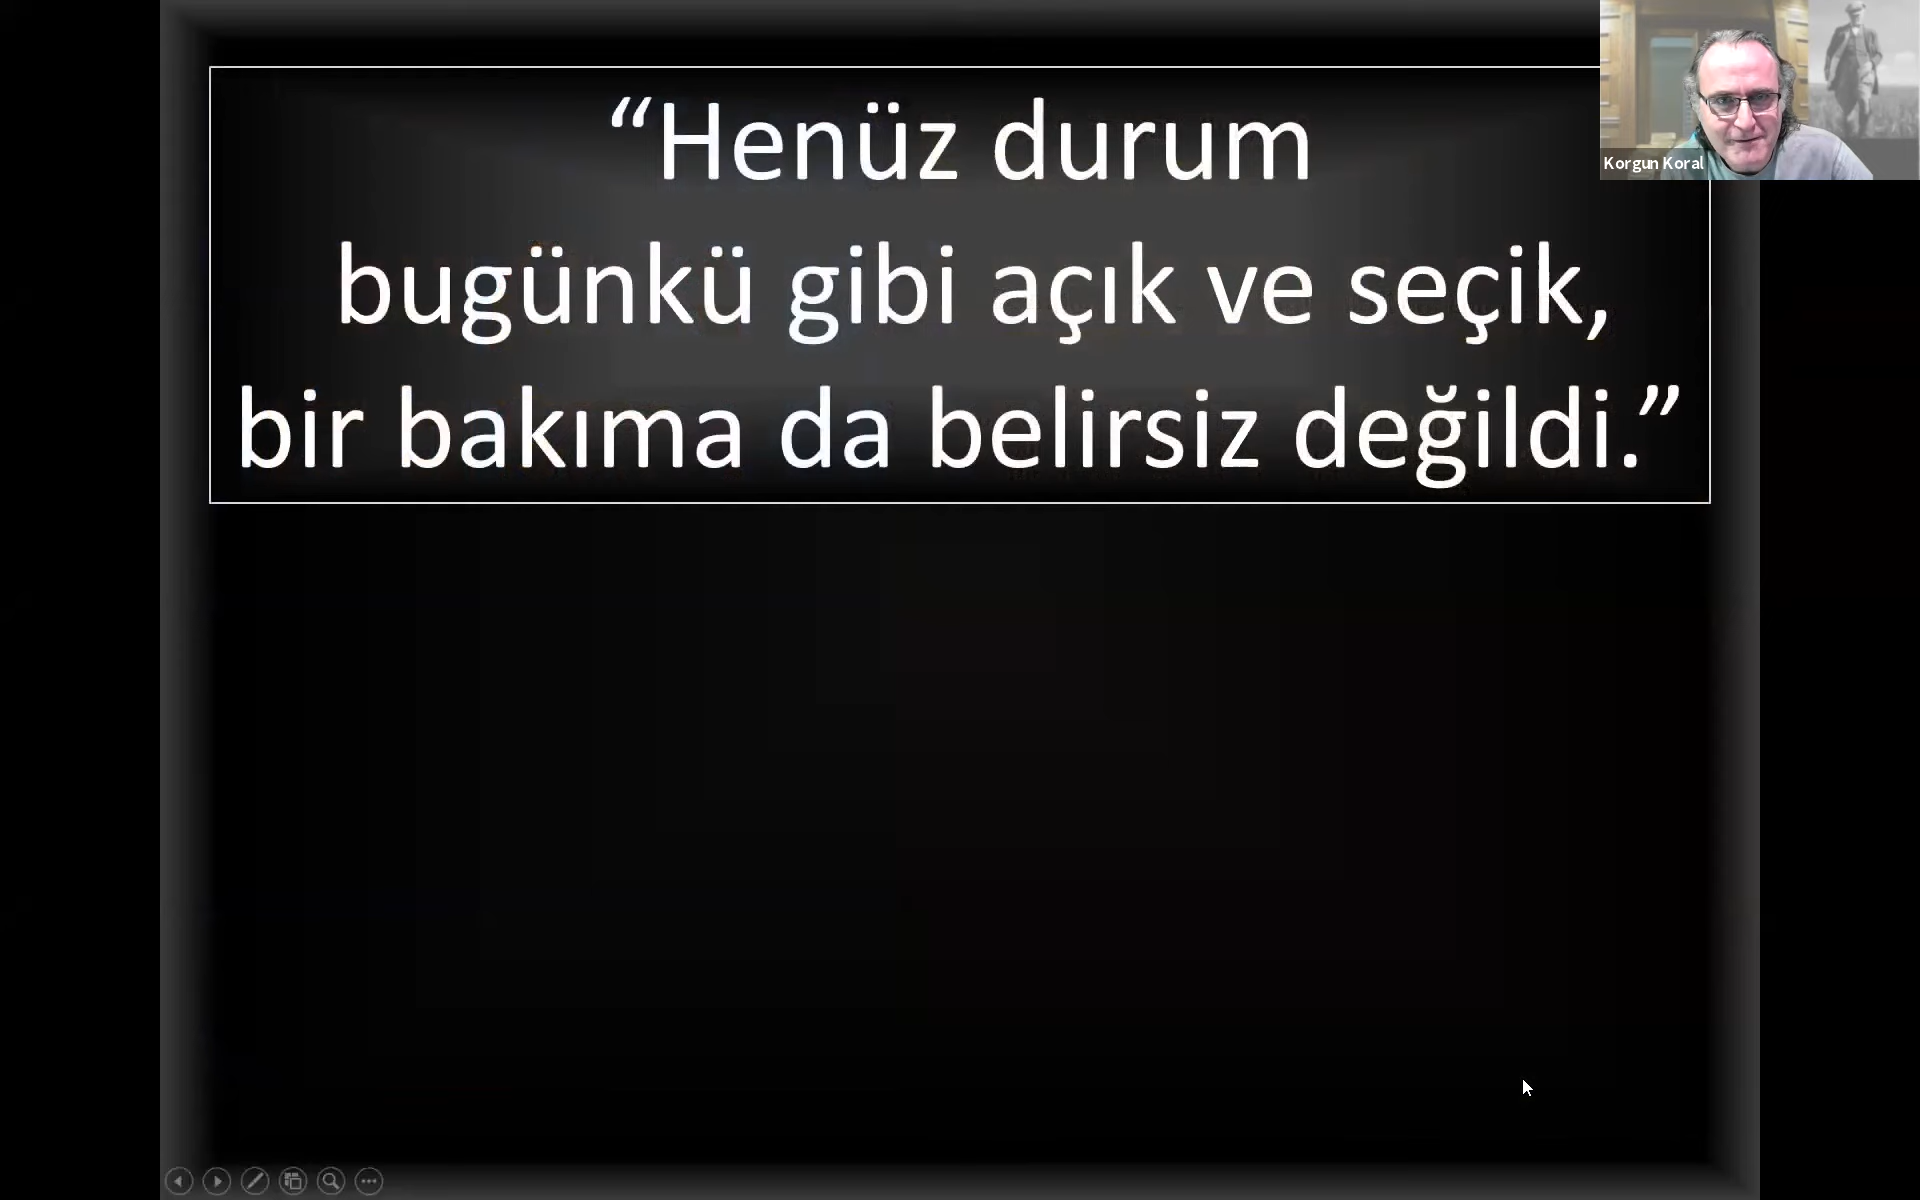 “Henüz durum
bugünkü gibi açık ve seçik,
bir bakıma da belirsiz değildi.”
Korgun Koral